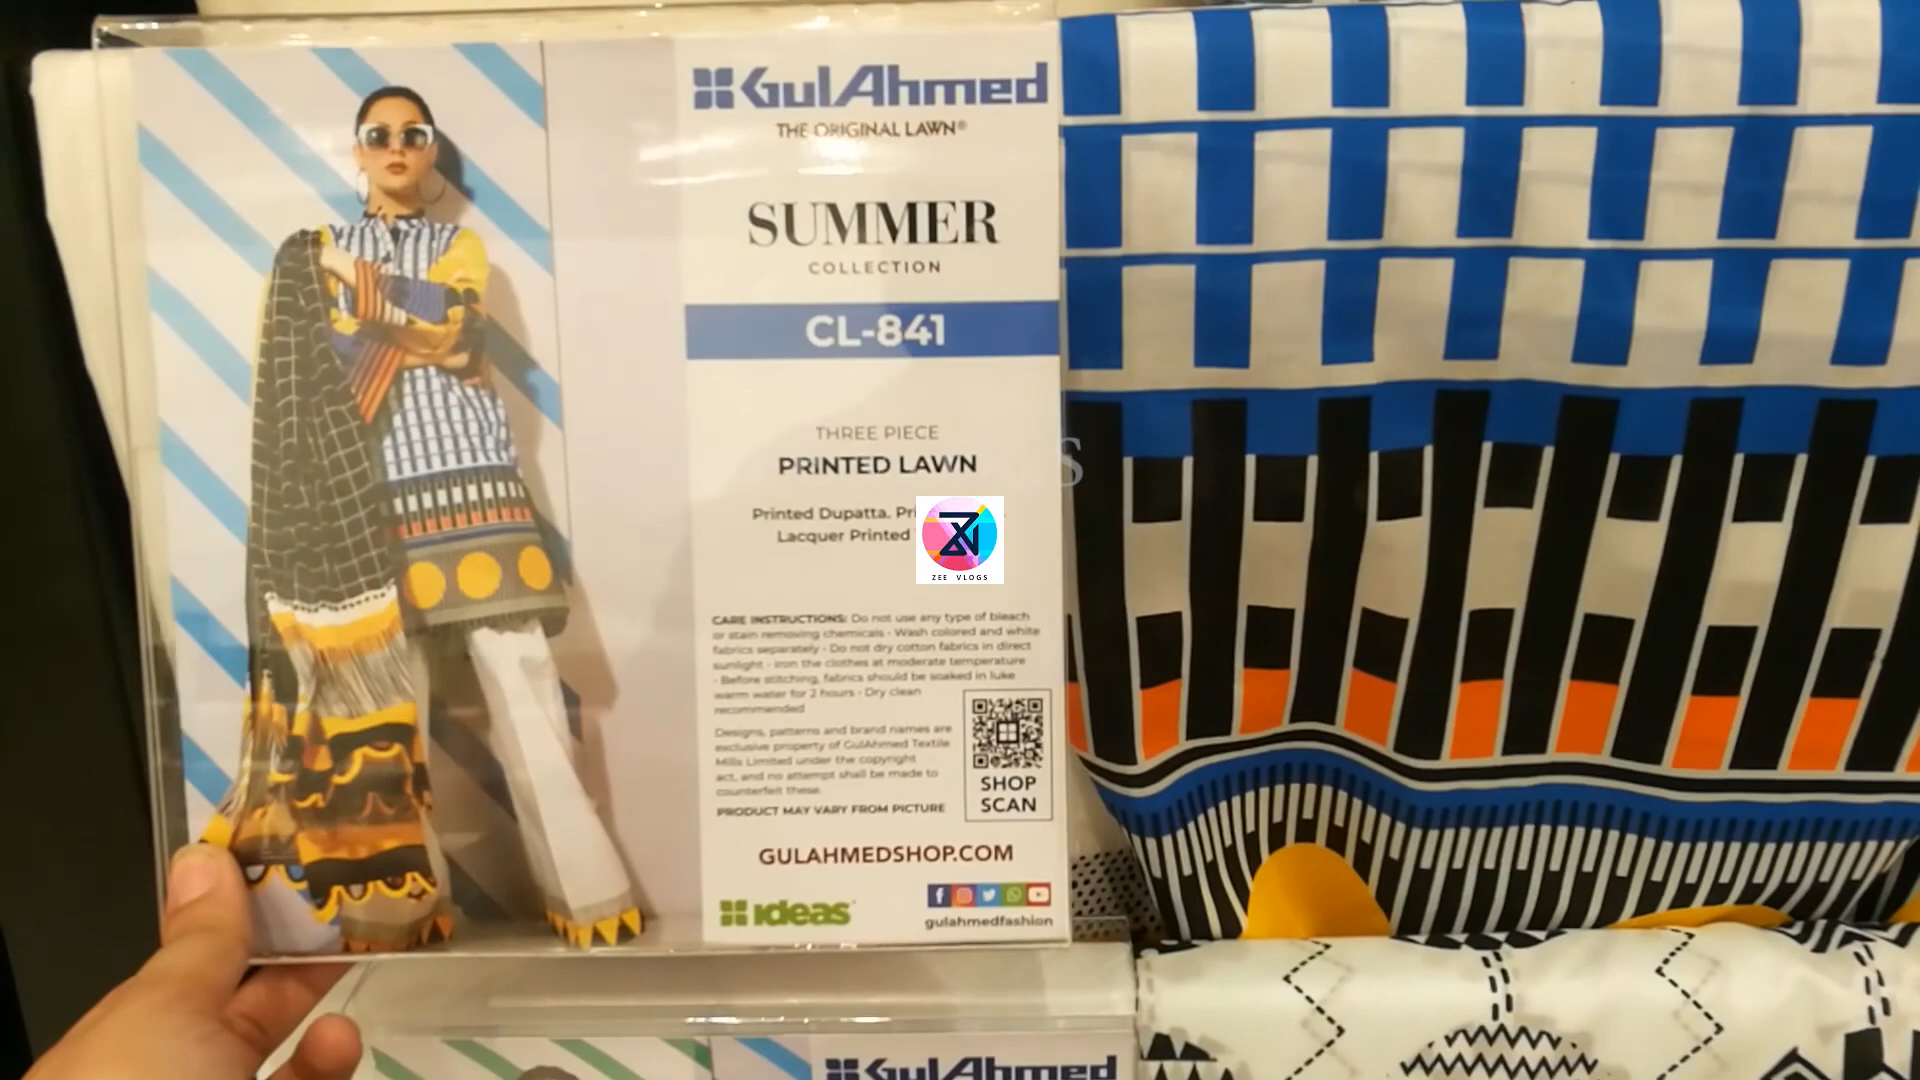 GulAhmed
THE ORIGINAL LAWN®
SUMMER
COLLECTION
CL-841
THREE PIECE
PRINTED LAWN
Printed Dupatta. Pri
Lacquer Printed
ZEE VLOGS
S
CARE INSTRUCTIONS: Do not use any type of bleach
or stain removing chemicals - Wash colored and white
fabrics separately - Do not dry cotton fabrics in direct
sunlight - Iron the clothes at moderate temperature
- Before stitching, fabrics should be soaked in luke
warm water for 2 hours - Dry clean
recommended
Designs, patterns and brand names are
exclusive property of GulAhmed Textile
Mills Limited under the copyright
act, and no attempt shall be made to
counterfeit these.
PRODUCT MAY VARY FROM PICTURE
SHOP
SCAN
GULAHMEDSHOP.COM
ideas
gulahmedfashion
GulAhmed